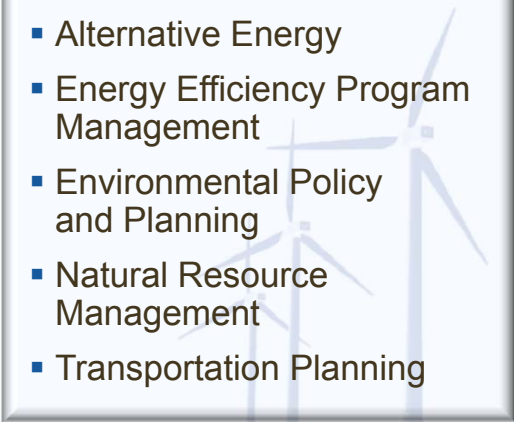 ▪ Alternative Energy
▪ Energy Efficiency Program
Management
▪ Environmental Policy
and Planning
▪ Natural Resource
Management
▪ Transportation Planning